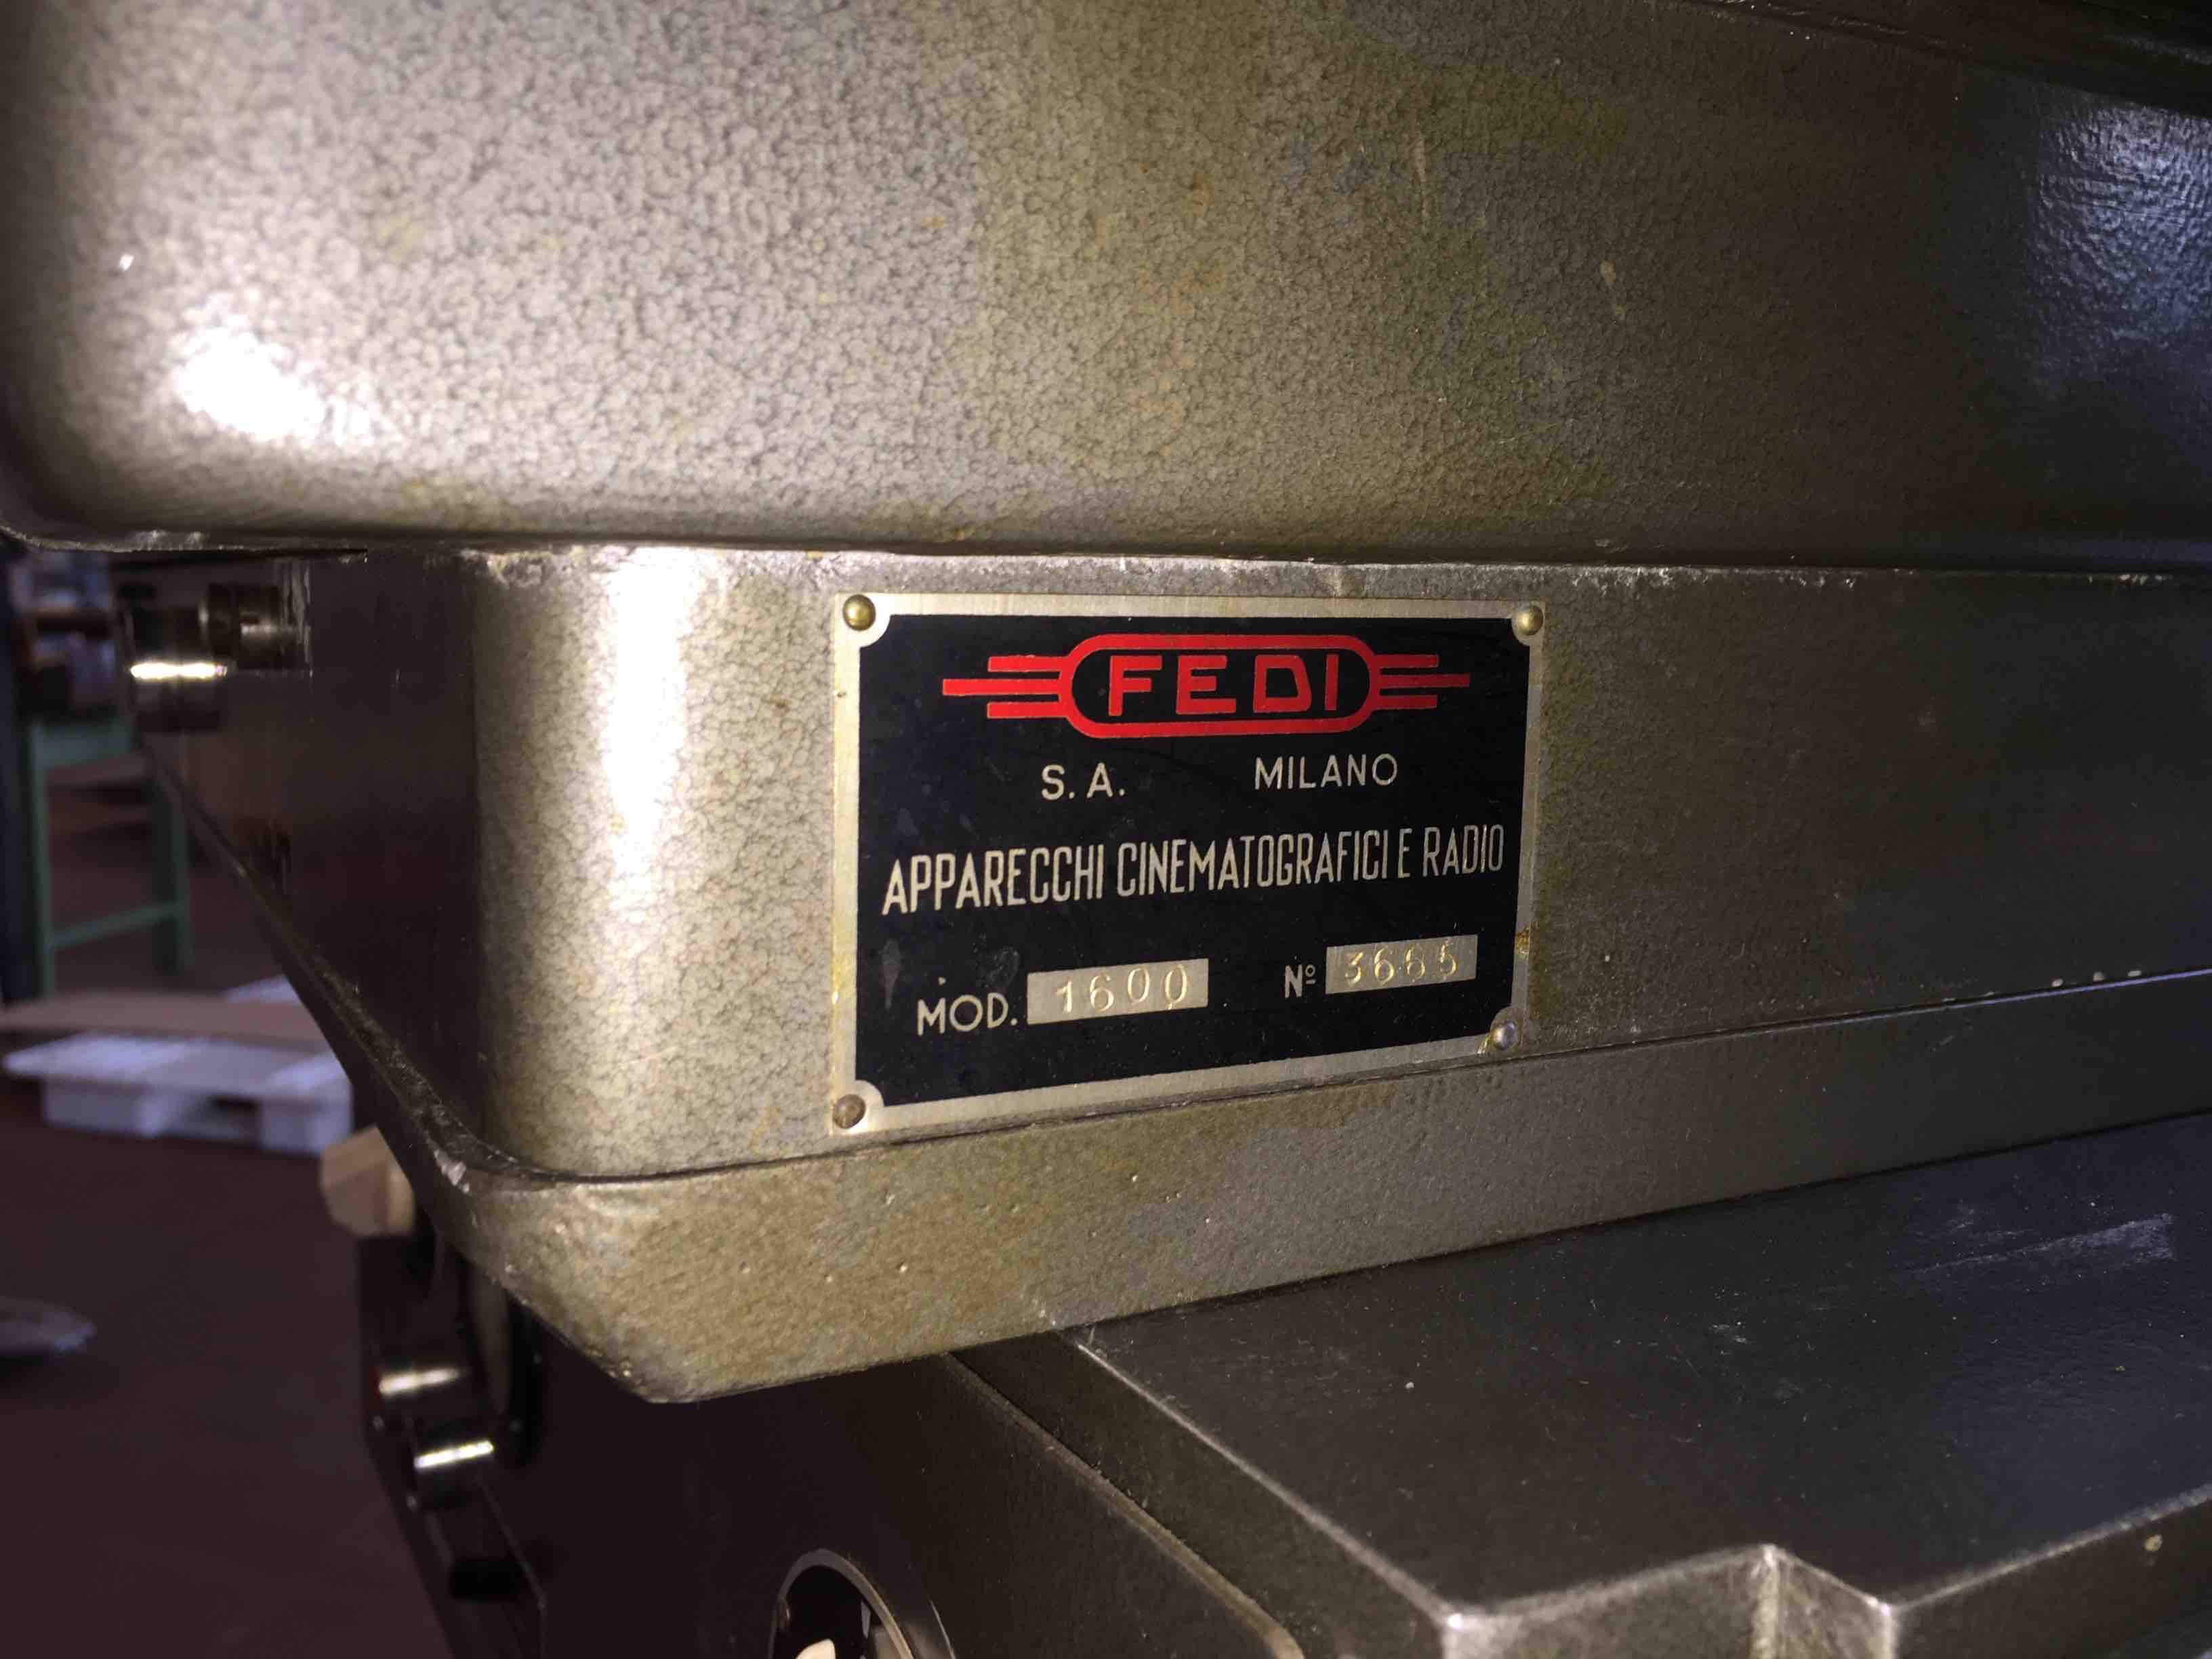 FEDI
S. A. MILANO
APPARECCHI CINEMATOGRAFICI E RADIO
MOD. 1600 Nº 3665